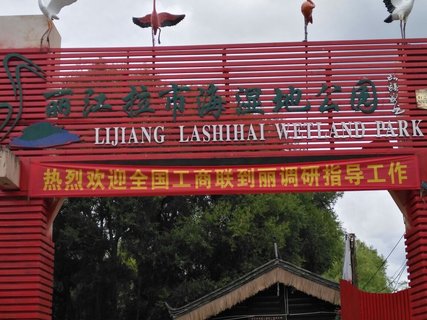 丽江拉市海湿地公园
LIJIANG LASHIHAI WETLAND PARK
热烈欢迎全国工商联到丽调研指导工作